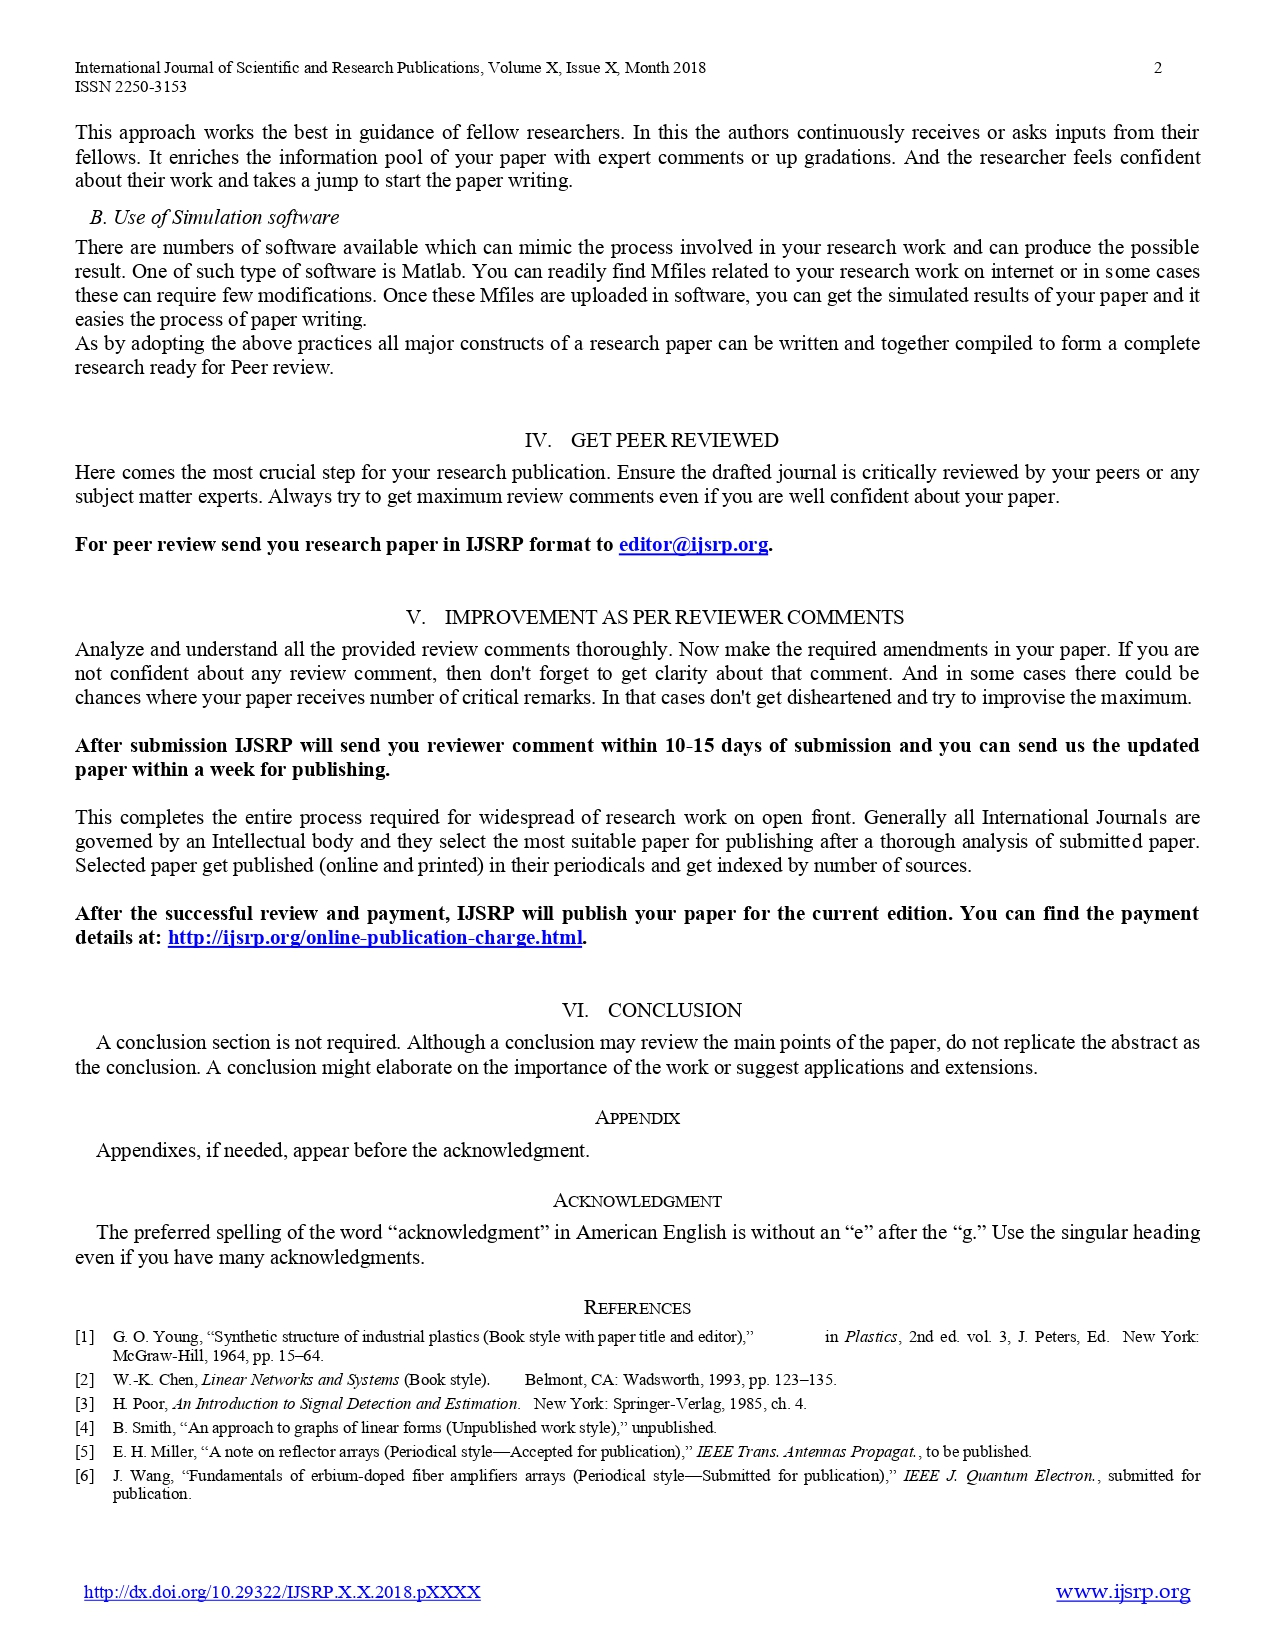 International Journal of Scientific and Research Publications, Volume X, Issue X, Month 2018 2
ISSN 2250-3153
This approach works the best in guidance of fellow researchers. In this the authors continuously receives or asks inputs from their
fellows. It enriches the information pool of your paper with expert comments or up gradations. And the researcher feels confident
about their work and takes a jump to start the paper writing.
B. Use of Simulation software
There are numbers of software available which can mimic the process involved in your research work and can produce the possible
result. One of such type of software is Matlab. You can readily find Mfiles related to your research work on internet or in some cases
these can require few modifications. Once these Mfiles are uploaded in software, you can get the simulated results of your paper and it
easies the process of paper writing.
As by adopting the above practices all major constructs of a research paper can be written and together compiled to form a complete
research ready for Peer review.
IV. GET PEER REVIEWED
Here comes the most crucial step for your research publication. Ensure the drafted journal is critically reviewed by your peers or any
subject matter experts. Always try to get maximum review comments even if you are well confident about your paper.
For peer review send you research paper in IJSRP format to editor@ijsrp.org.
V. IMPROVEMENT AS PER REVIEWER COMMENTS
Analyze and understand all the provided review comments thoroughly. Now make the required amendments in your paper. If you are
not confident about any review comment, then don't forget to get clarity about that comment. And in some cases there could be
chances where your paper receives number of critical remarks. In that cases don't get disheartened and try to improvise the maximum.
After submission IJSRP will send you reviewer comment within 10-15 days of submission and you can send us the updated
paper within a week for publishing.
This completes the entire process required for widespread of research work on open front. Generally all International Journals are
governed by an Intellectual body and they select the most suitable paper for publishing after a thorough analysis of submitted paper.
Selected paper get published (online and printed) in their periodicals and get indexed by number of sources.
After the successful review and payment, IJSRP will publish your paper for the current edition. You can find the payment
details at: http://ijsrp.org/online-publication-charge.html.
VI. CONCLUSION
A conclusion section is not required. Although a conclusion may review the main points of the paper, do not replicate the abstract as
the conclusion. A conclusion might elaborate on the importance of the work or suggest applications and extensions.
APPENDIX
Appendixes, if needed, appear before the acknowledgment.
ACKNOWLEDGMENT
The preferred spelling of the word “acknowledgment” in American English is without an “e” after the “g.” Use the singular heading
even if you have many acknowledgments.
REFERENCES
[1] G. O. Young, “Synthetic structure of industrial plastics (Book style with paper title and editor),” in Plastics, 2nd ed. vol. 3, J. Peters, Ed. New York:
McGraw-Hill, 1964, pp. 15–64.
[2] W.-K. Chen, Linear Networks and Systems (Book style). Belmont, CA: Wadsworth, 1993, pp. 123–135.
[3] H. Poor, An Introduction to Signal Detection and Estimation. New York: Springer-Verlag, 1985, ch. 4.
[4] B. Smith, “An approach to graphs of linear forms (Unpublished work style),” unpublished.
[5] E. H. Miller, “A note on reflector arrays (Periodical style—Accepted for publication),” IEEE Trans. Antennas Propagat., to be published.
[6] J. Wang, “Fundamentals of erbium-doped fiber amplifiers arrays (Periodical style—Submitted for publication),” IEEE J. Quantum Electron., submitted for
publication.
http://dx.doi.org/10.29322/IJSRP.X.X.2018.pXXXX www.ijsrp.org